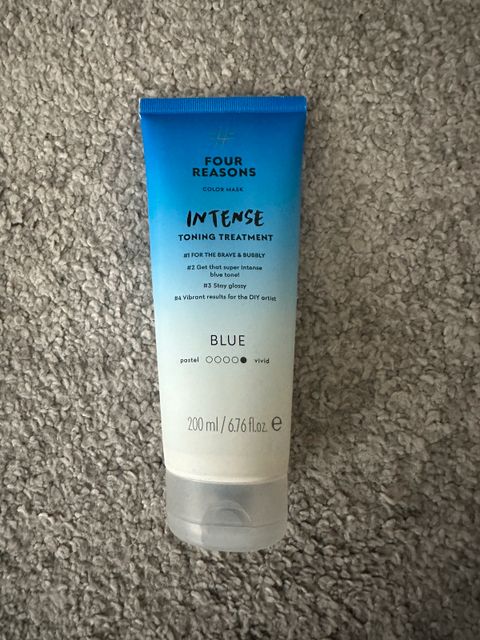 FOUR
REASONS
COLOR MASK
INTENSE
TONING TREATMENT
#1 FOR THE BRAVE & BUBBLY
#2 Get that super intense
blue tone!
#3 Stay glossy
#4 Vibrant results for the DIY artist
BLUE
pastel vivid
200 ml / 6.76 fl.oz. ℮